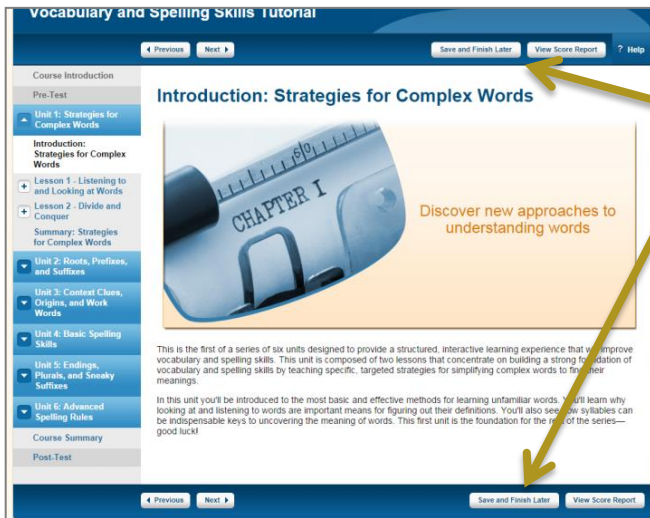 Vocabulary and Spelling Skills Tutorial
Previous Next Save and Finish Later View Score Report ? Help
Course Introduction
Pre-Test
Unit 1: Strategies for
Complex Words
Introduction:
Strategies for Complex
Words
Lesson 1 - Listening to
and Looking at Words
Lesson 2 - Divide and
Conquer
Summary: Strategies
for Complex Words
Unit 2: Roots, Prefixes,
and Suffixes
Unit 3: Context Clues,
Origins, and Work
Words
Unit 4: Basic Spelling
Skills
Unit 5: Endings,
Plurals, and Sneaky
Suffixes
Unit 6: Advanced
Spelling Rules
Course Summary
Post-Test
Introduction: Strategies for Complex Words
50
CHAPTER I
Discover new approaches to
understanding words
This is the first of a series of six units designed to provide a structured, interactive learning experience that improve
vocabulary and spelling skills. This unit is composed of two lessons that concentrate on building a strong foundation of
vocabulary and spelling skills by teaching specific, targeted strategies for simplifying complex words to find their
meanings.
In this unit you'll be introduced to the most basic and effective methods for learning unfamiliar words. You'll learn why
looking at and listening to words are important means for figuring out their definitions. You'll also see how syllables can
be indispensable keys to uncovering the meaning of words. This first unit is the foundation for the rest of the series—
good luck!
Previous Next Save and Finish Later View Score Report